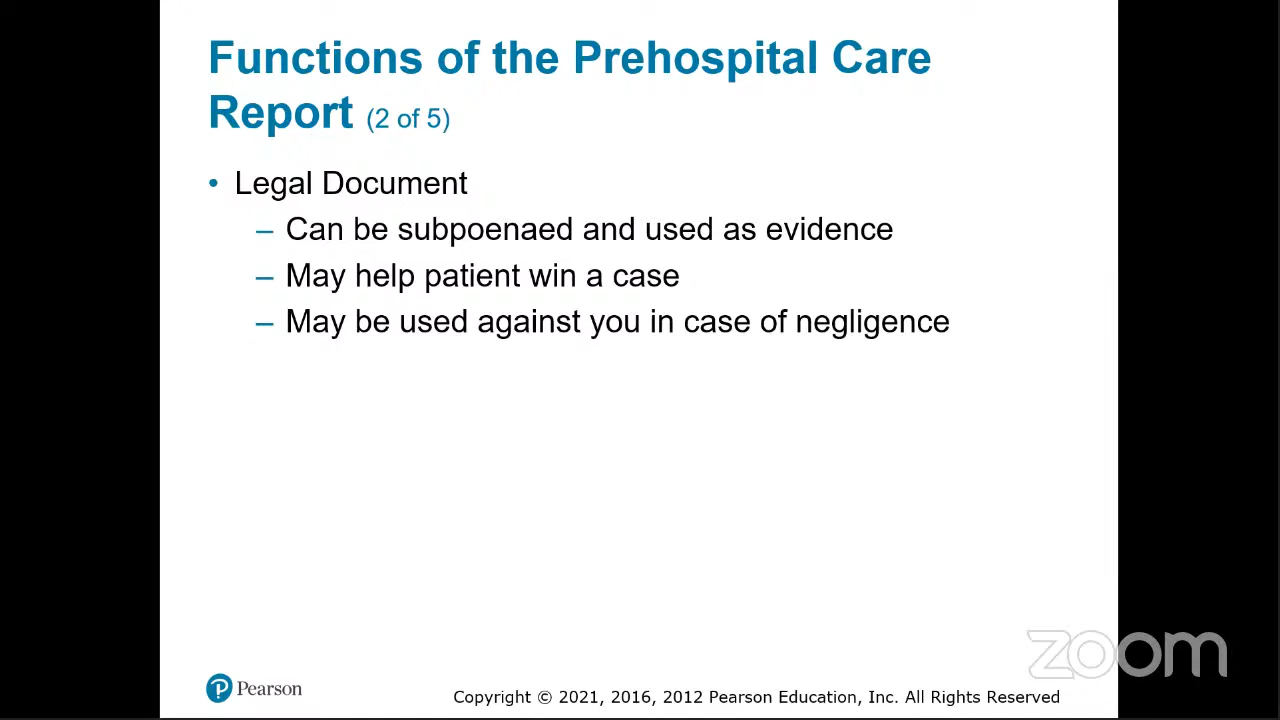 Functions of the Prehospital Care
Report (2 of 5)
• Legal Document
– Can be subpoenaed and used as evidence
– May help patient win a case
– May be used against you in case of negligence
zoom
Pearson
Copyright © 2021, 2016, 2012 Pearson Education, Inc. All Rights Reserved